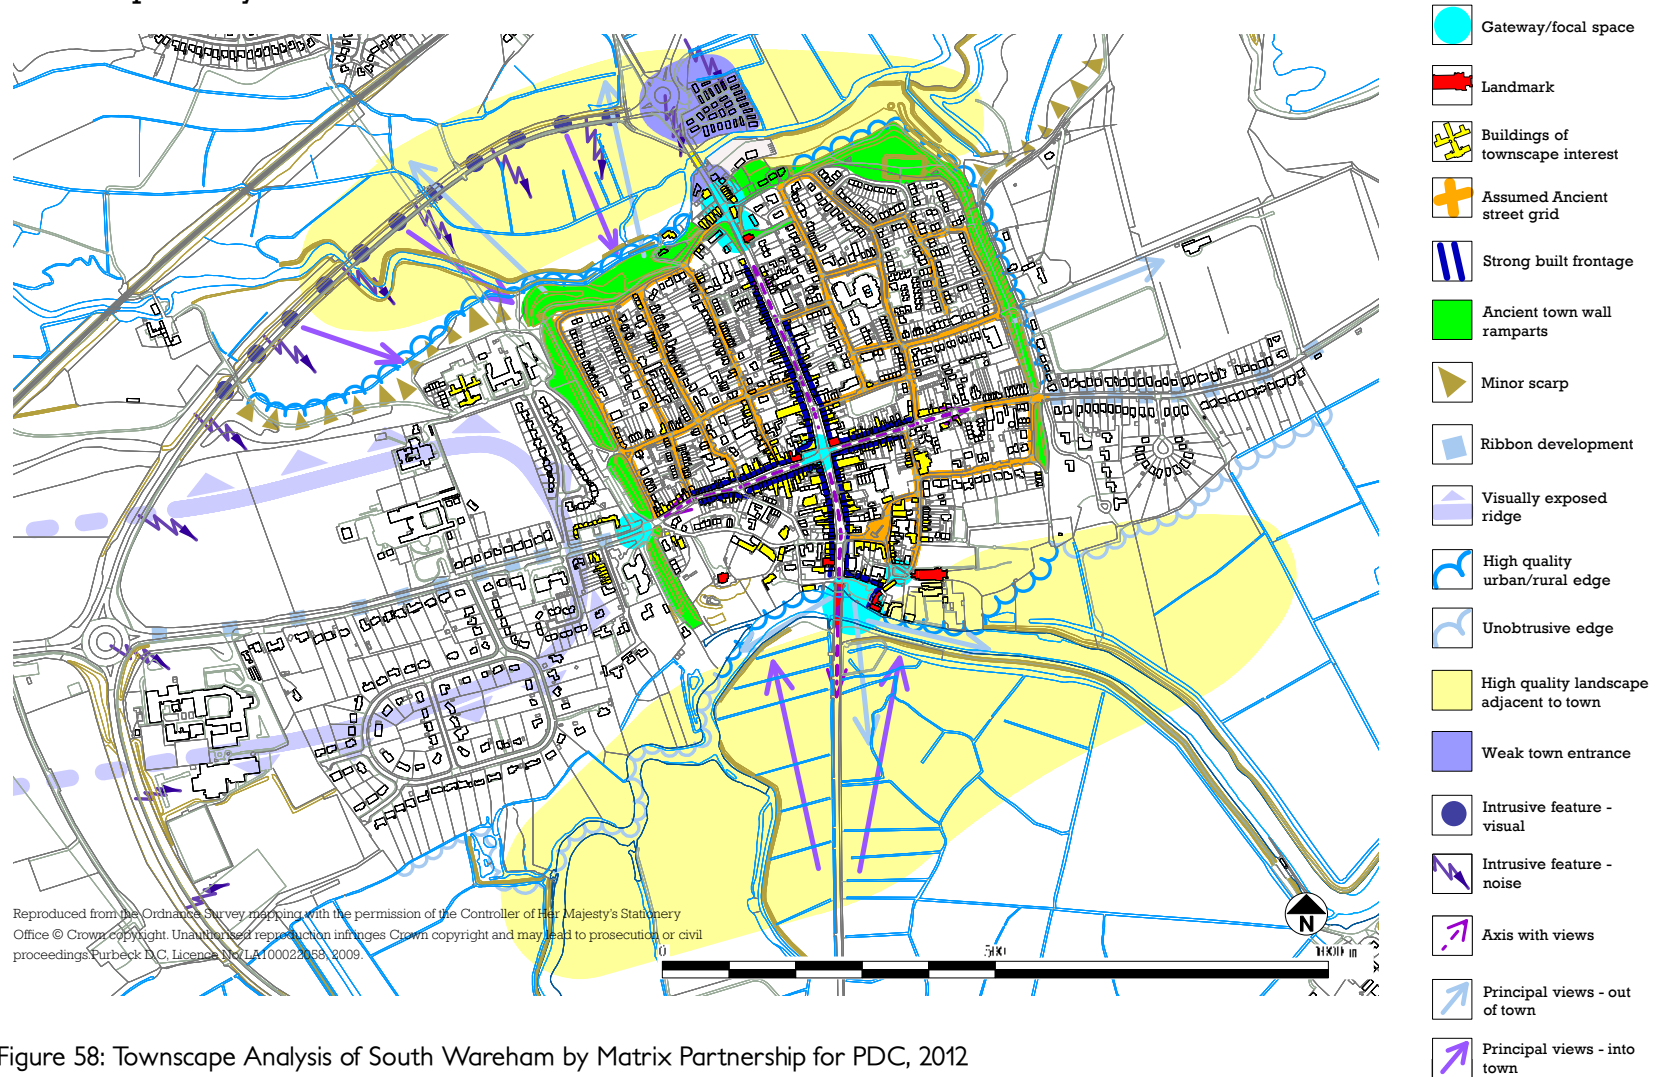 Gateway/focal space
Landmark
Buildings of
townscape interest
Assumed Ancient
street grid
Strong built frontage
Ancient town wall
ramparts
Minor scarp
Ribbon development
Visually exposed
ridge
High quality
urban/rural edge
Unobtrusive edge
High quality landscape
adjacent to town
Weak town entrance
Intrusive feature -
visual
Intrusive feature -
noise
Axis with views
Principal views - out
of town
Principal views - into
town
N
0 500 1000 m
Reproduced from the Ordnance Survey mapping with the permission of the Controller of Her Majesty's Stationery
Office © Crown copyright. Unauthorised reproduction infringes Crown copyright and may lead to prosecution or civil
proceedings.Purbeck D.C, Licence No/LA100022058, 2009.
Figure 58: Townscape Analysis of South Wareham by Matrix Partnership for PDC, 2012